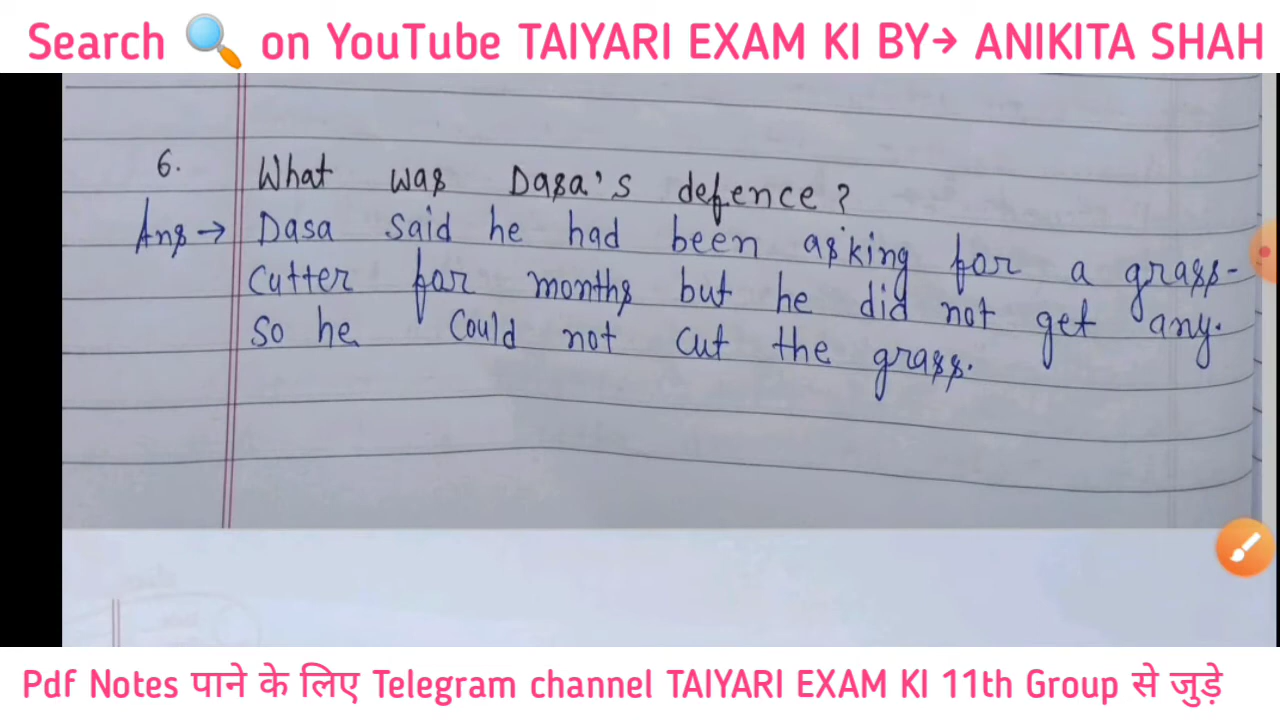 Search 🔍 on YouTube TAIYARI EXAM KI BY→ ANIKITA SHAH
6. What was Dasa's defence?
Ans → Dasa said he had been asking for a grass-
cutter for months but he did not get any.
So he could not cut the grass.
Pdf Notes पाने के लिए Telegram channel TAIYARI EXAM KI 11th Group से जुड़े